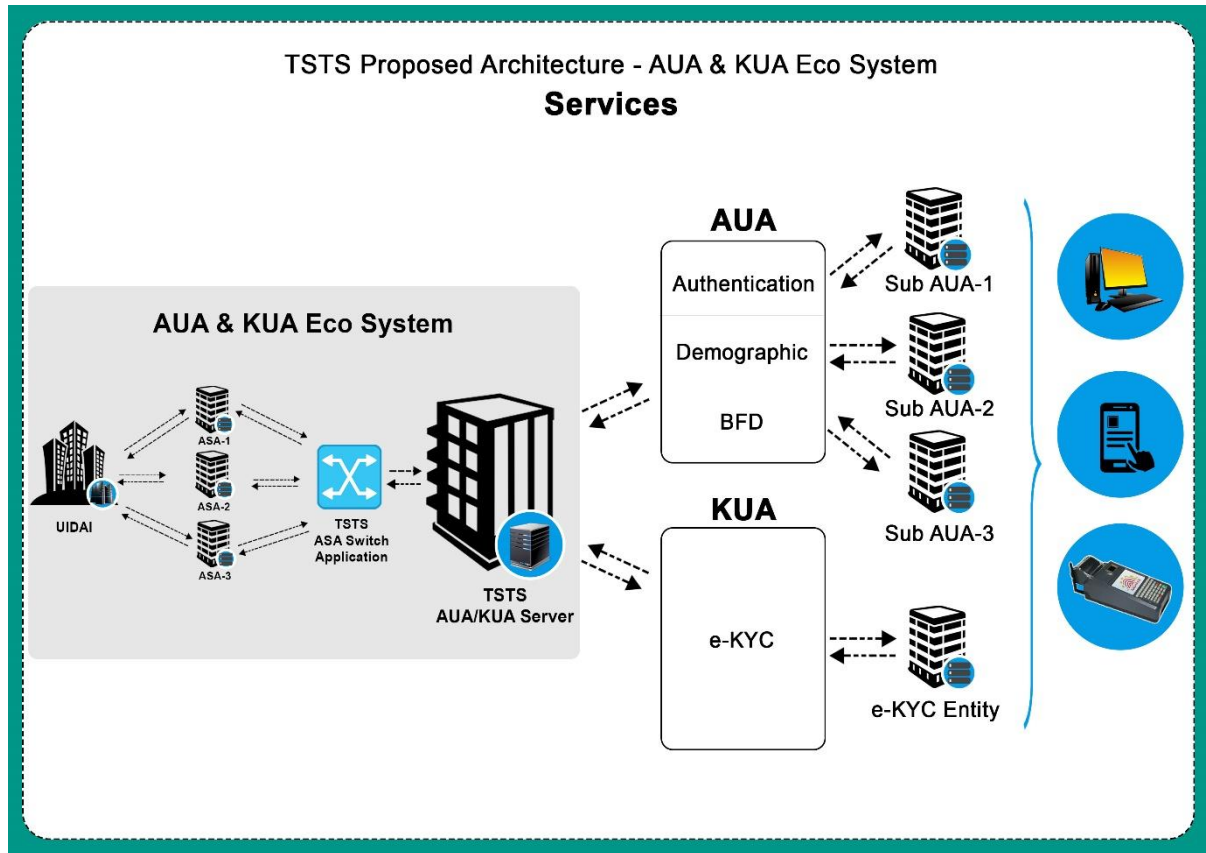 TSTS Proposed Architecture - AUA & KUA Eco System
Services
AUA & KUA Eco System
UIDAI
ASA-1
ASA-2
ASA-3
TSTS
ASA Switch
Application
TSTS
AUA/KUA Server
AUA
Authentication
Demographic
BFD
KUA
e-KYC
Sub AUA-1
Sub AUA-2
Sub AUA-3
e-KYC Entity